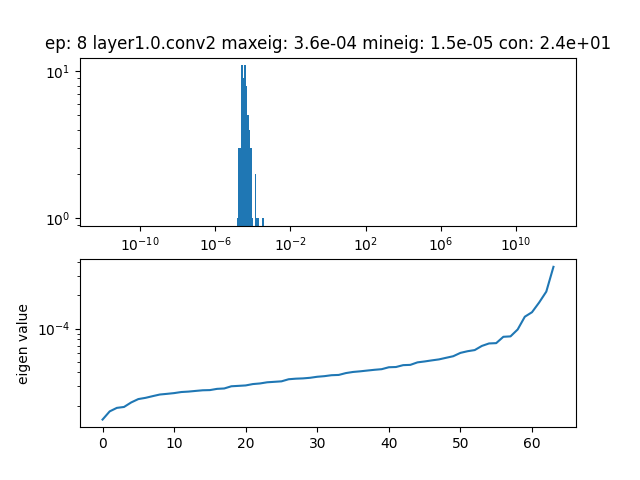 ep: 8 layer1.0.conv2 maxeig: 3.6e-04 mineig: 1.5e-05 con: 2.4e+01
10¹
10⁰
10⁻¹⁰ 10⁻⁶ 10⁻² 10² 10⁶ 10¹⁰
10⁻⁴
eigen value
0 10 20 30 40 50 60